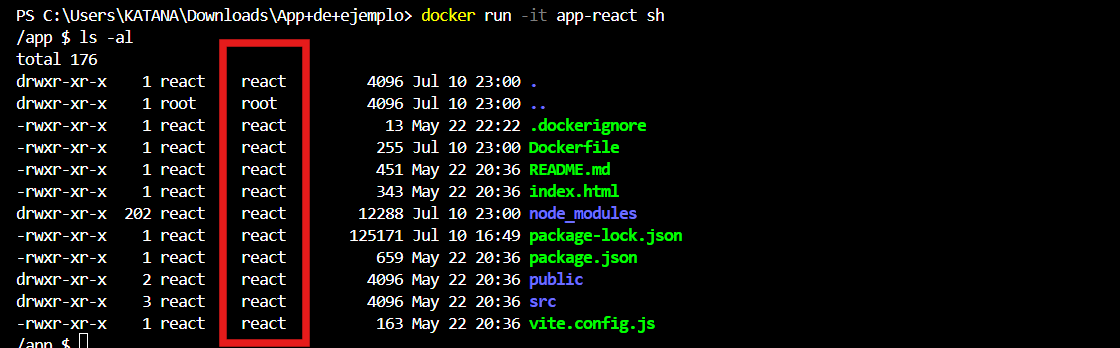 PS C:\Users\KATANA\Downloads\App+de+ejemplo> docker run -it app-react sh
/app $ ls -al
total 176
drwxr-xr-x    1 react    react         4096 Jul 10 23:00 .
drwxr-xr-x    1 root     root          4096 Jul 10 23:00 ..
-rwxr-xr-x    1 react    react           13 May 22 22:22 .dockerignore
-rwxr-xr-x    1 react    react          255 Jul 10 23:00 Dockerfile
-rwxr-xr-x    1 react    react          451 May 22 20:36 README.md
-rwxr-xr-x    1 react    react          343 May 22 20:36 index.html
drwxr-xr-x  202 react    react        12288 Jul 10 23:00 node_modules
-rwxr-xr-x    1 react    react       125171 Jul 10 16:49 package-lock.json
-rwxr-xr-x    1 react    react          659 May 22 20:36 package.json
drwxr-xr-x    2 react    react         4096 May 22 20:36 public
drwxr-xr-x    3 react    react         4096 May 22 20:36 src
-rwxr-xr-x    1 react    react          163 May 22 20:36 vite.config.js
/app $